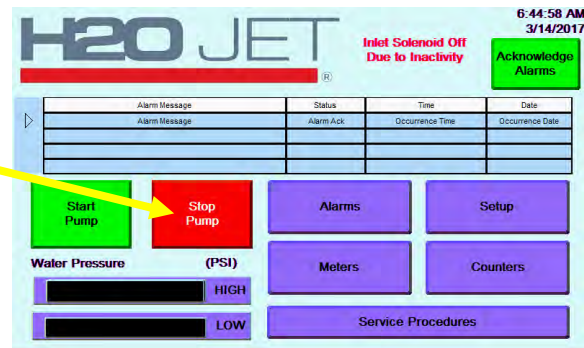 H2O JET
®
Inlet Solenoid Off
Due to Inactivity
6:44:58 AM
3/14/2017
Acknowledge
Alarms
Alarm Message Status Time Date
Alarm Message Alarm Ack Occurrence Time Occurrence Date
Start
Pump
Stop
Pump
Alarms
Setup
Water Pressure (PSI)
HIGH
LOW
Meters
Counters
Service Procedures